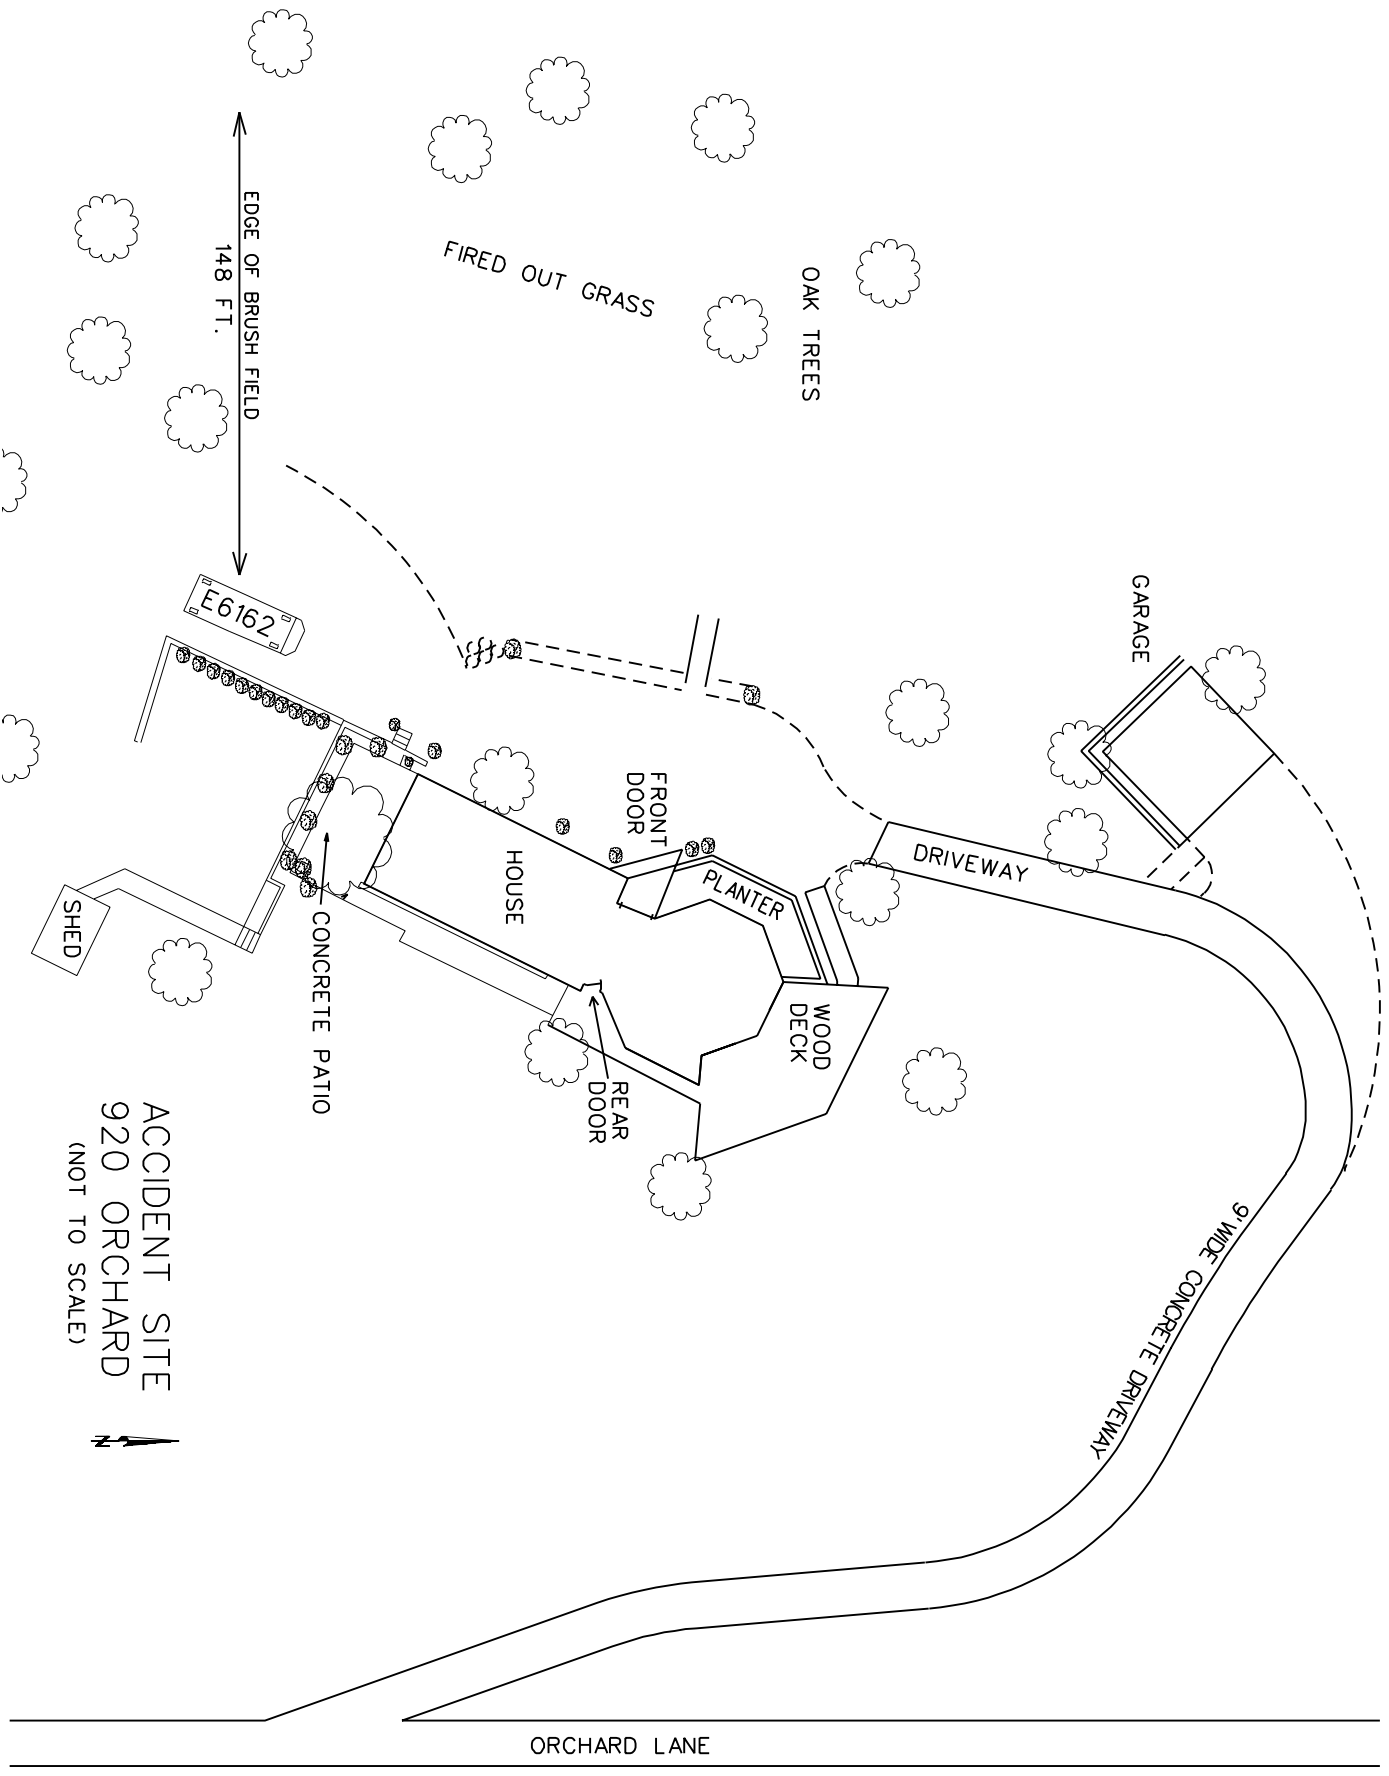 EDGE OF BRUSH FIELD
148 FT.
FIRED OUT GRASS
OAK TREES
GARAGE
E6162
FRONT
DOOR
HOUSE
PLANTER
DRIVEWAY
WOOD
DECK
SHED
CONCRETE PATIO
REAR
DOOR
9' WIDE CONCRETE DRIVEWAY
ACCIDENT SITE
920 ORCHARD
(NOT TO SCALE)
N
ORCHARD LANE